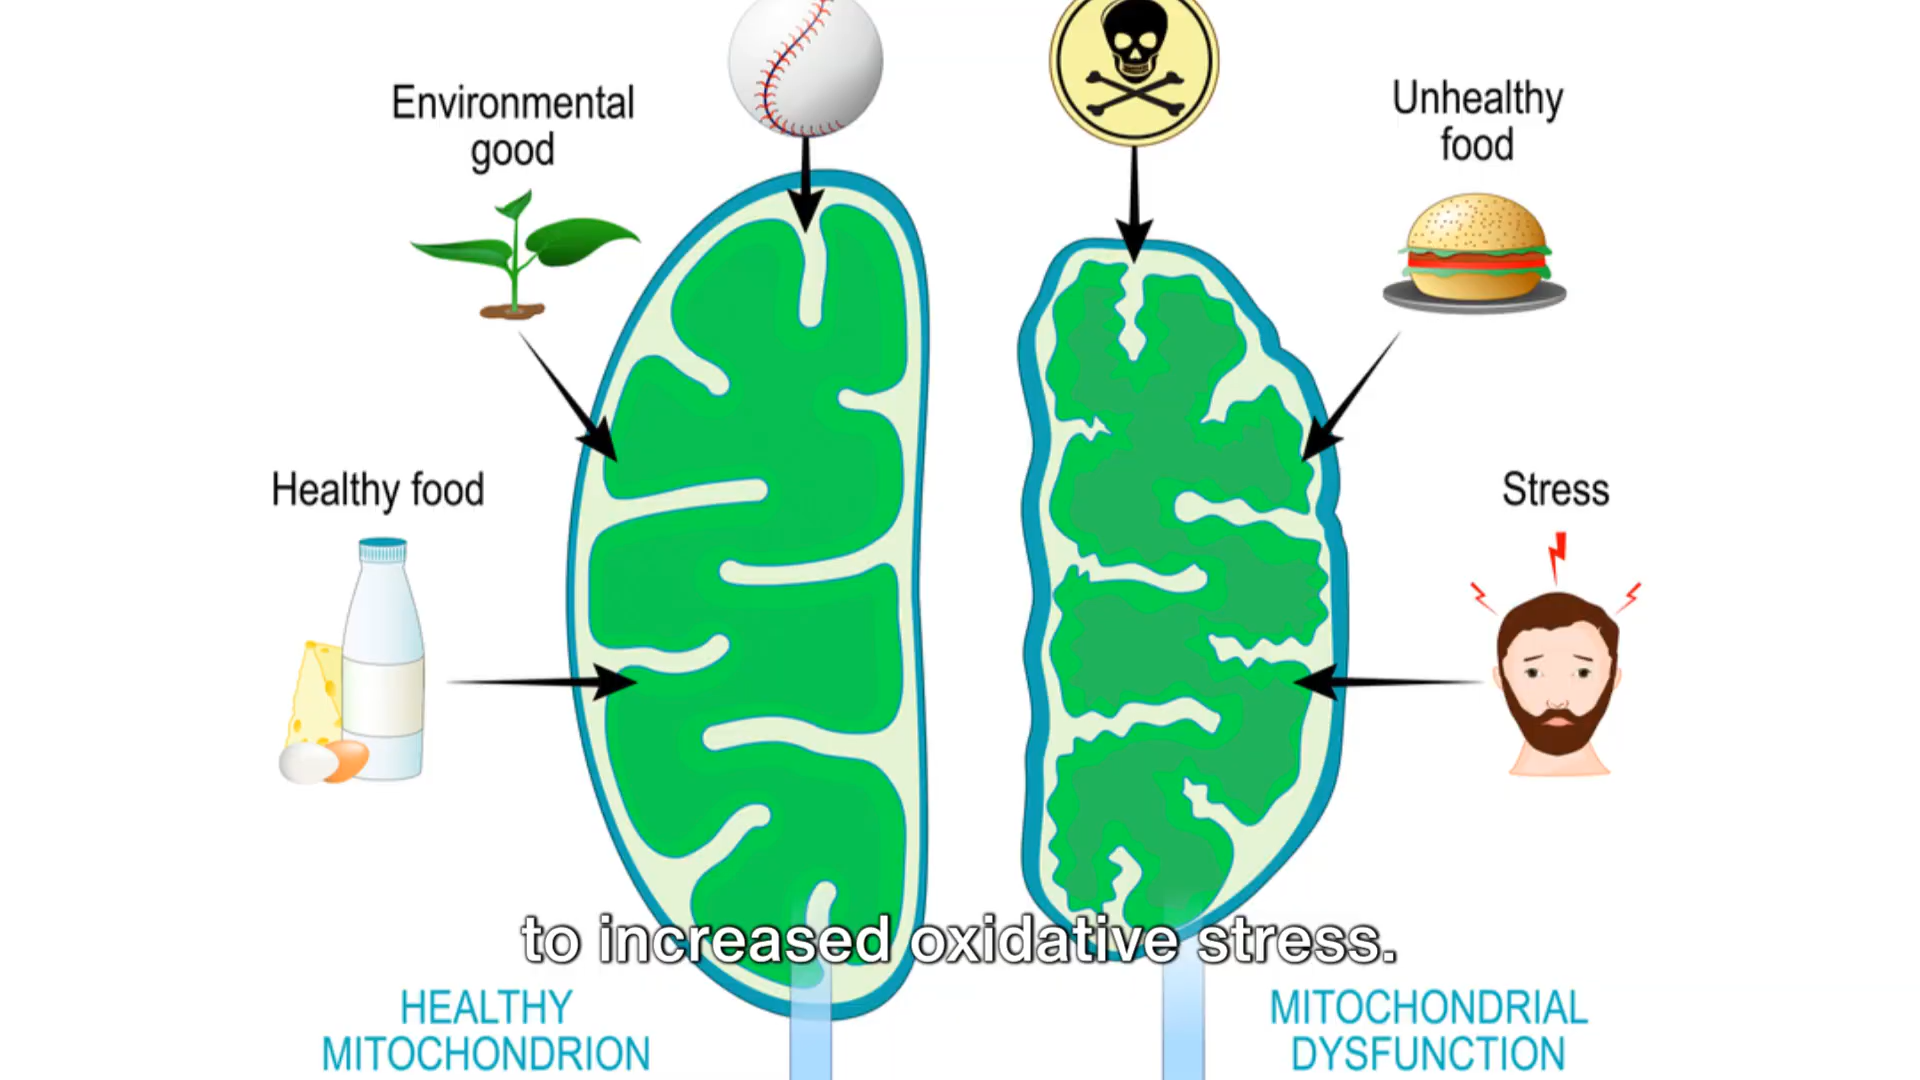 Environmental
good
Unhealthy
food
Healthy food
Stress
to increased oxidative stress.
HEALTHY
MITOCHONDRION
MITOCHONDRIAL
DYSFUNCTION